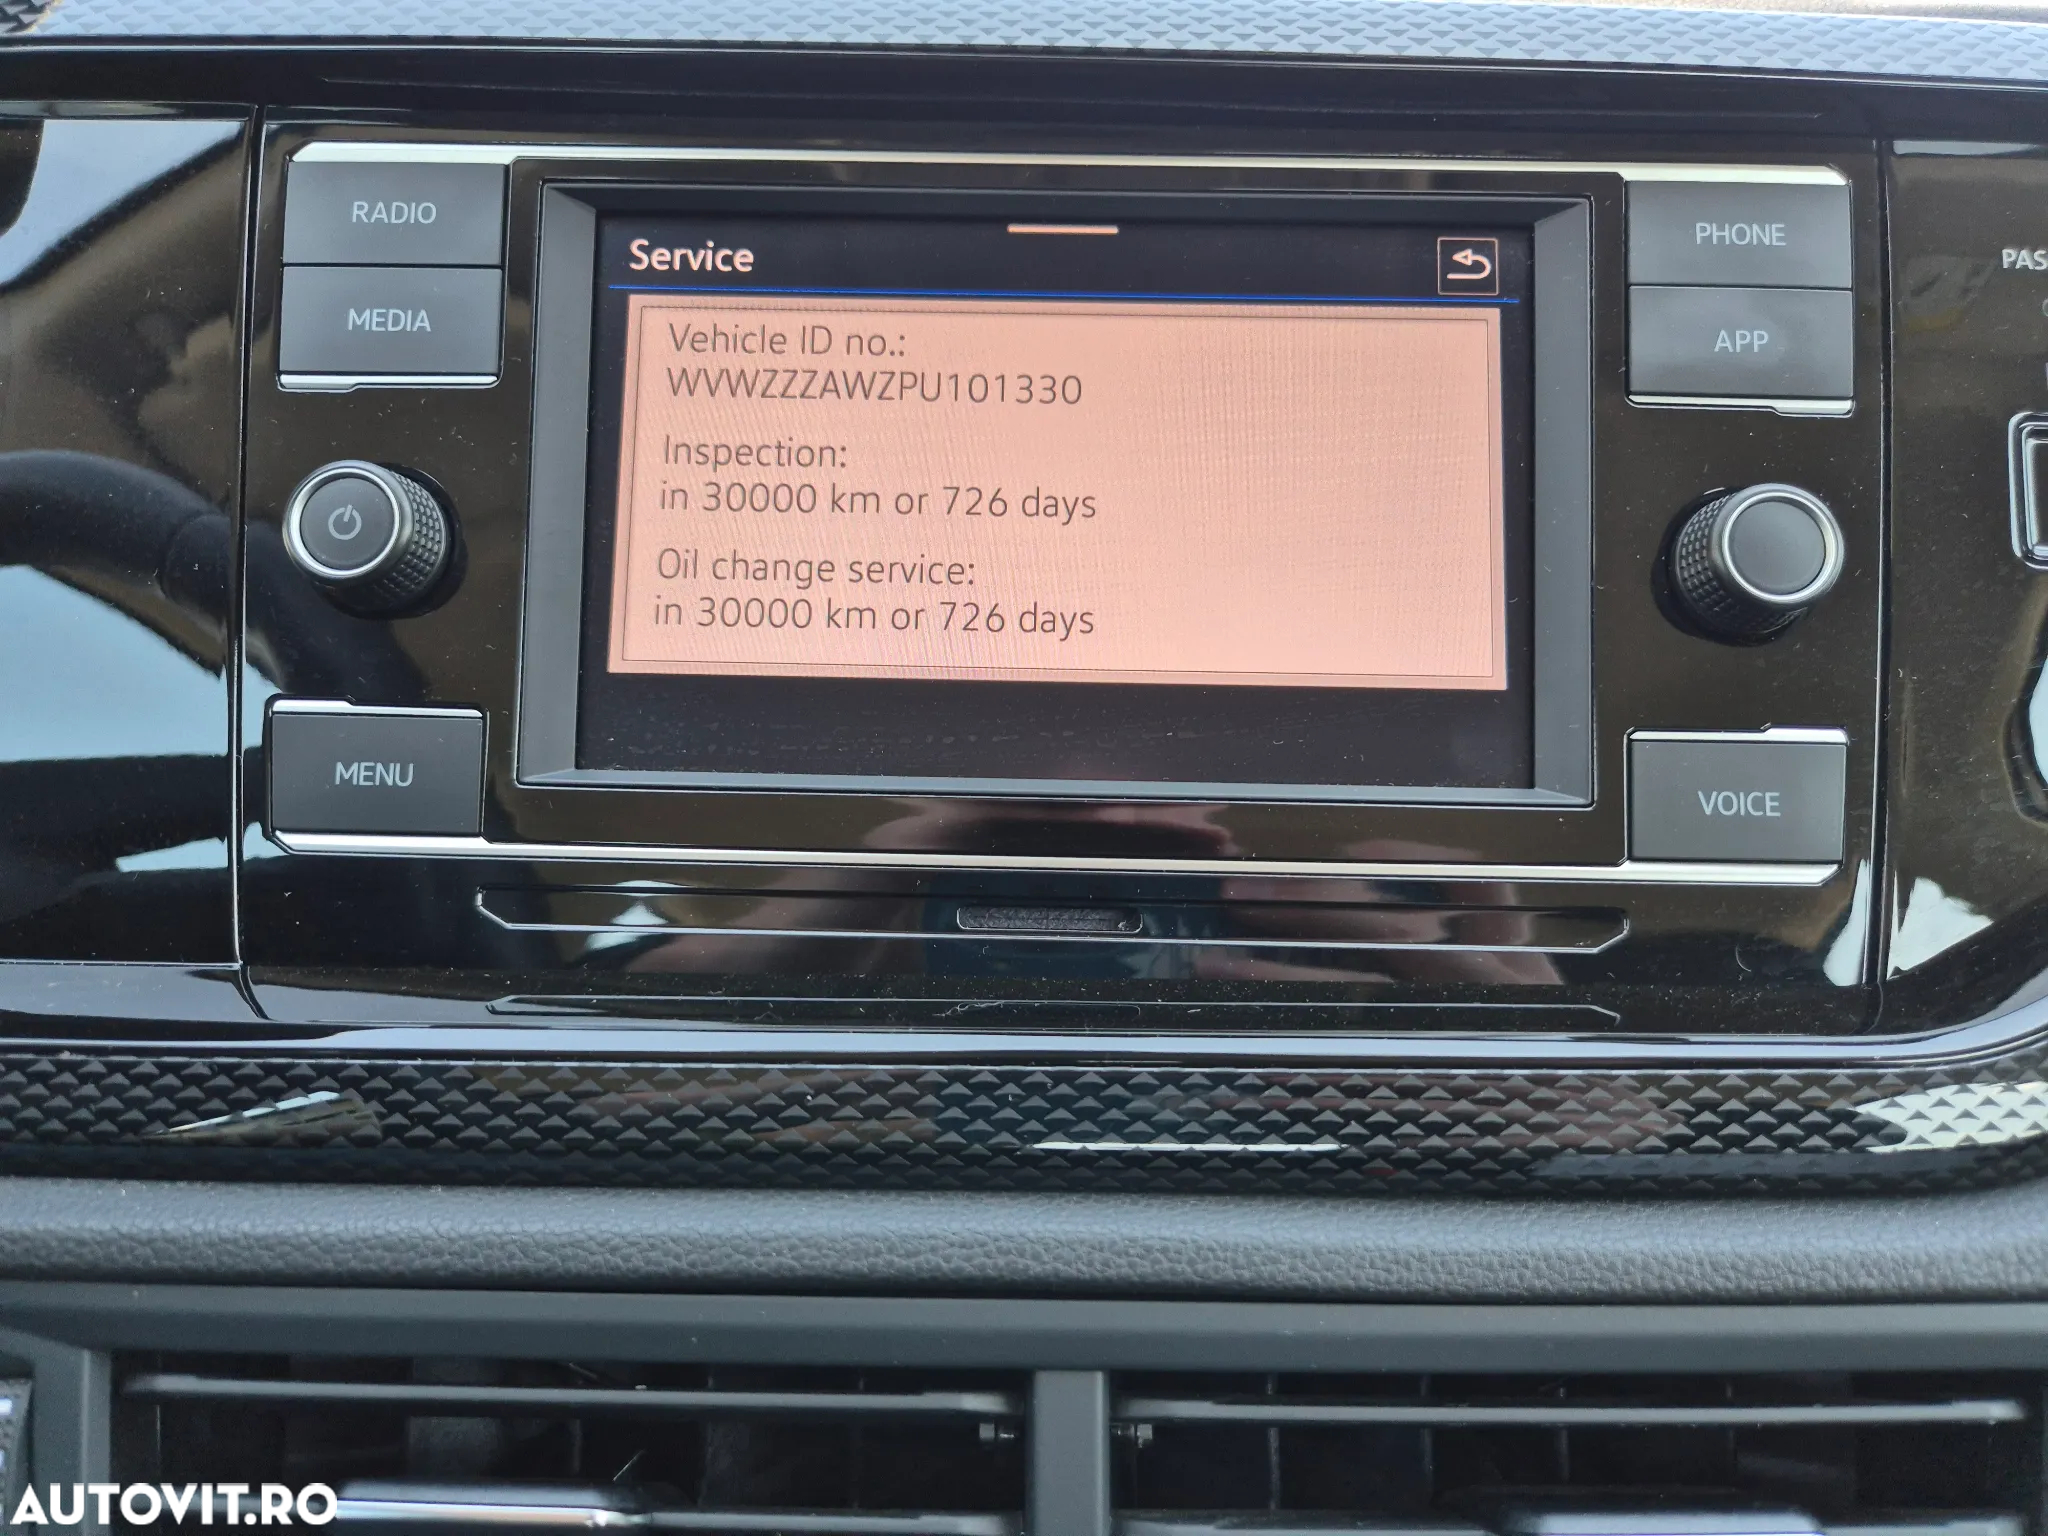 RADIO
MEDIA
MENU
Service
Vehicle ID no.:
WVWZZZAWZPU101330
Inspection:
in 30000 km or 726 days
Oil change service:
in 30000 km or 726 days
PHONE
APP
VOICE
PAS
AUTOVIT.RO